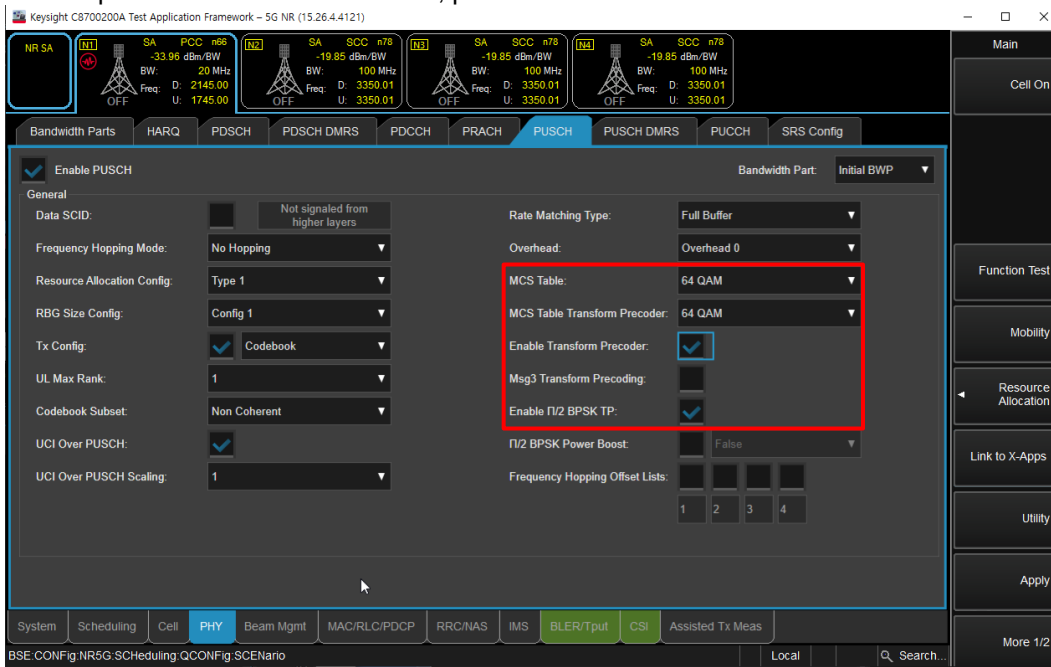 Keysight C8700200A Test Application Framework – 5G NR (15.26.4.4121)
NR SA
N1 SA PCC n66
-33.96 dBm/BW
BW: 20 MHz
Freq: D: 2145.00
U: 1745.00
OFF
N2 SA SCC n78
-19.85 dBm/BW
BW: 100 MHz
Freq: D: 3350.01
U: 3350.01
OFF
N3 SA SCC n78
-19.85 dBm/BW
BW: 100 MHz
Freq: D: 3350.01
U: 3350.01
OFF
N4 SA SCC n78
-19.85 dBm/BW
BW: 100 MHz
Freq: D: 3350.01
U: 3350.01
OFF
Main
Cell On
Function Test
Mobility
Resource
Allocation
Link to X-Apps
Utility
Apply
More 1/2
Bandwidth Parts HARQ PDSCH PDSCH DMRS PDCCH PRACH PUSCH PUSCH DMRS PUCCH SRS Config
Enable PUSCH
Bandwidth Part: Initial BWP
General
Data SCID: Not signaled from
higher layers
Frequency Hopping Mode: No Hopping
Resource Allocation Config: Type 1
RBG Size Config: Config 1
Tx Config: Codebook
UL Max Rank: 1
Codebook Subset: Non Coherent
UCI Over PUSCH:
UCI Over PUSCH Scaling: 1
Rate Matching Type: Full Buffer
Overhead: Overhead 0
MCS Table: 64 QAM
MCS Table Transform Precoder: 64 QAM
Enable Transform Precoder:
Msg3 Transform Precoding:
Enable Π/2 BPSK TP:
Π/2 BPSK Power Boost: False
Frequency Hopping Offset Lists:
1 2 3 4
System Scheduling Cell PHY Beam Mgmt MAC/RLC/PDCP RRC/NAS IMS BLER/Tput CSI Assisted Tx Meas
BSE:CONFig:NR5G:SCHeduling:QCONFig:SCENario
Local
Search...